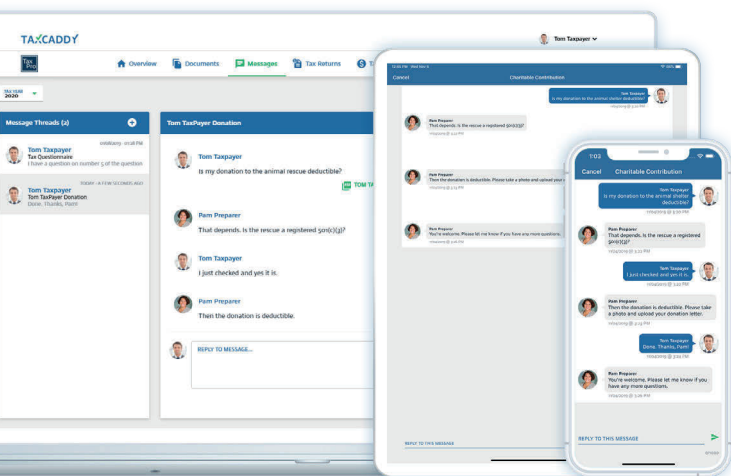 TAXCADDY
Tom Taxpayer
Tax
Pro
Overview
Documents
Messages
Tax Returns
TAX YEAR
2020
Message Threads (2)
Tom Taxpayer
Tax Questionnaire
I have a question on number 5 of the question
TODAY - A FEW SECONDS AGO
Tom Taxpayer
Tom TaxPayer Donation
Done. Thanks, Pam!
Tom TaxPayer Donation
Tom Taxpayer
Is my donation to the animal rescue deductible?
TOM TA
Pam Preparer
That depends. Is the rescue a registered 501(c)(3)?
Tom Taxpayer
I just checked and yes it is.
Pam Preparer
Then the donation is deductible.
REPLY TO MESSAGE...
Cancel
Charitable Contribution
Tom Taxpayer
Is my donation to the animal shelter deductible?
Pam Preparer
That depends. Is the rescue a registered 501(c)(3)?
Pam Preparer
Then the donation is deductible. Please take a photo and upload your
Pam Preparer
You're welcome. Please let me know if you have any more questions.
REPLY TO THIS MESSAGE
1:03
Cancel
Charitable Contribution
Tom Taxpayer
Is my donation to the animal shelter
deductible?
Pam Preparer
That depends. Is the rescue a registered
501(c)(3)?
Tom Taxpayer
I just checked and yes it is.
Pam Preparer
Then the donation is deductible. Please take
a photo and upload your donation letter.
Tom Taxpayer
Done. Thanks, Pam!
Pam Preparer
You're welcome. Please let me know if you
have any more questions.
REPLY TO THIS MESSAGE